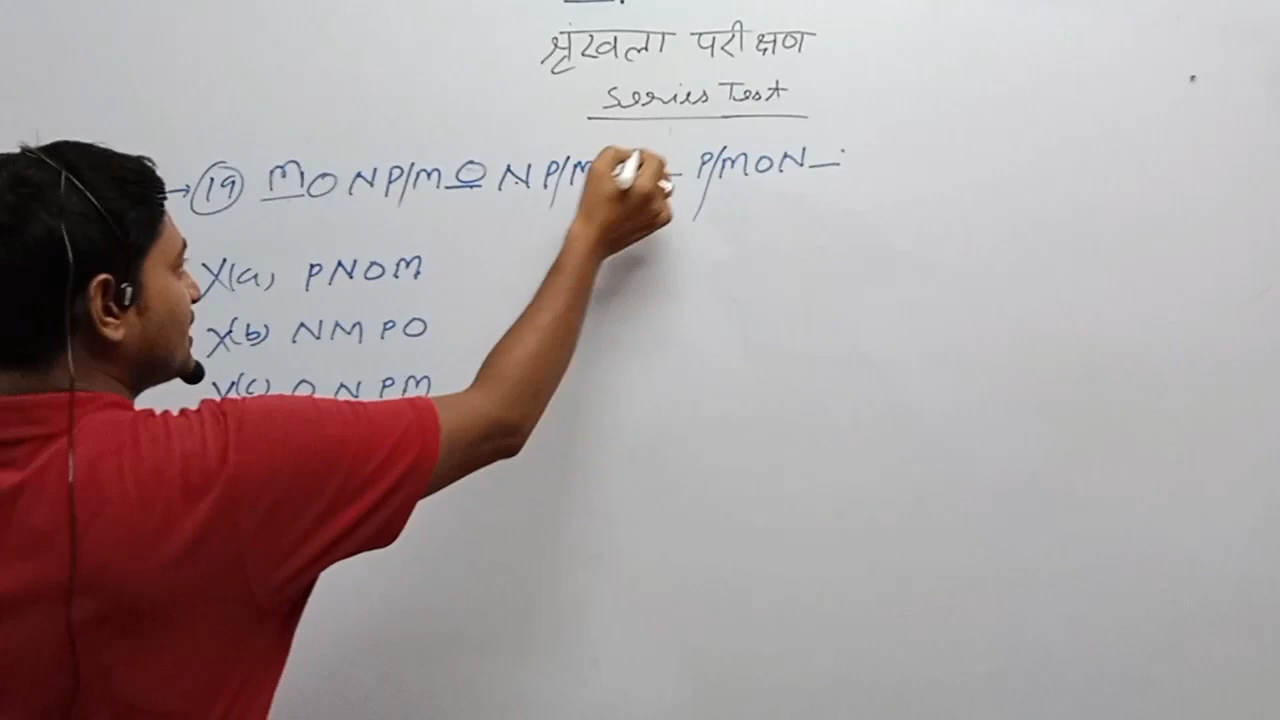 श्रृंखला परीक्षण
Series Test
→ (19) M O N P/M O N P/M _ P/M O N _
X(a) P N O M
X(b) N M P O
X(c) O N P M